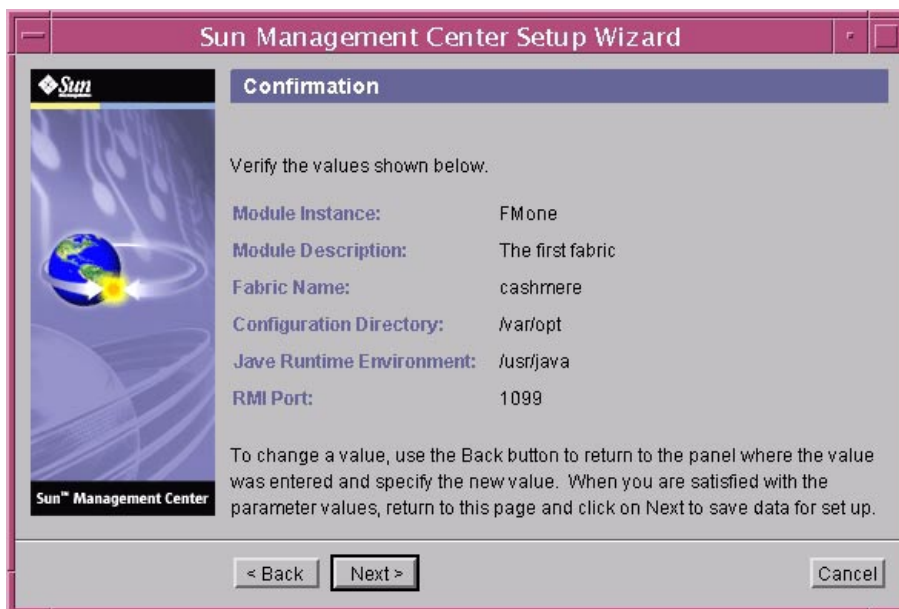 Sun Management Center Setup Wizard
Sun
Confirmation
Verify the values shown below.
Module Instance: FMone
Module Description: The first fabric
Fabric Name: cashmere
Configuration Directory: /var/opt
Jave Runtime Environment: /usr/java
RMI Port: 1099
To change a value, use the Back button to return to the panel where the value
was entered and specify the new value. When you are satisfied with the
parameter values, return to this page and click on Next to save data for set up.
Sun™ Management Center
< Back Next > Cancel